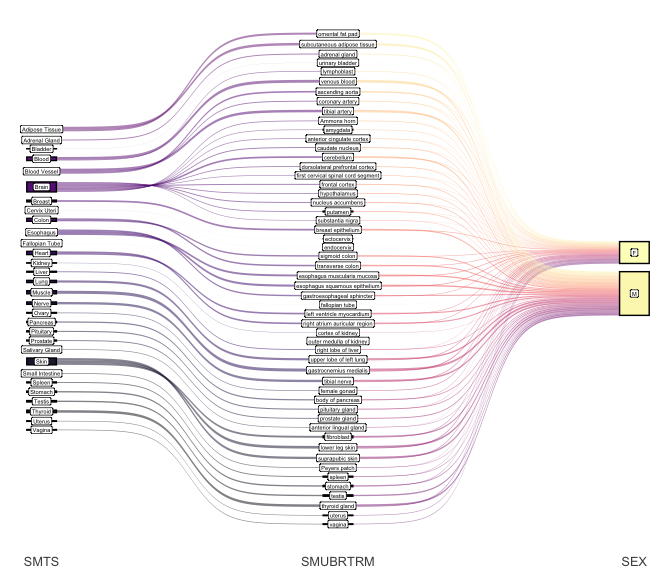 Adipose Tissue
Adrenal Gland
Bladder
Blood
Blood Vessel
Brain
Breast
Cervix Uteri
Colon
Esophagus
Fallopian Tube
Heart
Kidney
Liver
Lung
Muscle
Nerve
Ovary
Pancreas
Pituitary
Prostate
Salivary Gland
Skin
Small Intestine
Spleen
Stomach
Testis
Thyroid
Uterus
Vagina
omental fat pad
subcutaneous adipose tissue
adrenal gland
urinary bladder
lymphoblast
venous blood
ascending aorta
coronary artery
tibial artery
Ammons horn
amygdala
anterior cingulate cortex
caudate nucleus
cerebellum
dorsolateral prefrontal cortex
first cervical spinal cord segment
frontal cortex
hypothalamus
nucleus accumbens
putamen
substantia nigra
breast epithelium
ectocervix
endocervix
sigmoid colon
transverse colon
esophagus muscularis mucosa
esophagus squamous epithelium
gastroesophageal sphincter
fallopian tube
left ventricle myocardium
right atrium auricular region
cortex of kidney
outer medulla of kidney
right lobe of liver
upper lobe of left lung
gastrocnemius medialis
tibial nerve
female gonad
body of pancreas
pituitary gland
prostate gland
anterior lingual gland
fibroblast
lower leg skin
suprapubic skin
Peyers patch
spleen
stomach
testis
thyroid gland
uterus
vagina
F
M
SMTS
SMUBRTRM
SEX